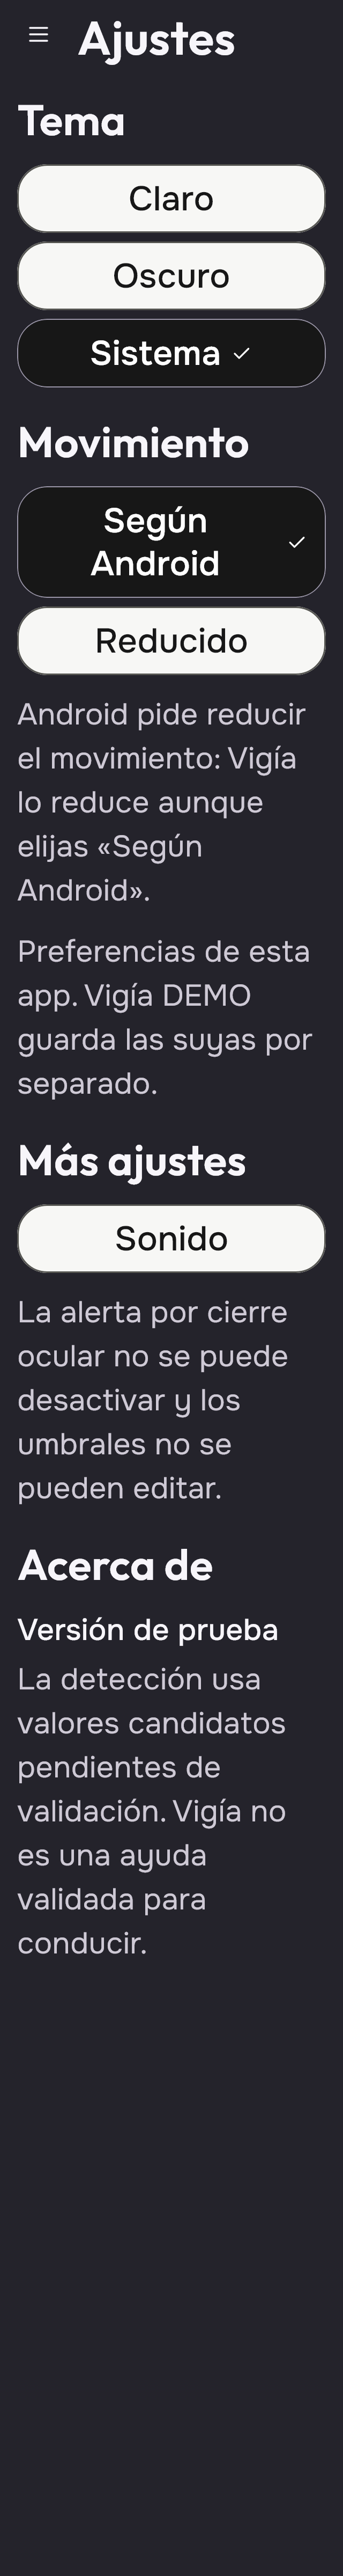 Ajustes
Tema
Claro
Oscuro
Sistema
Movimiento
Según
Android
Reducido
Android pide reducir
el movimiento: Vigía
lo reduce aunque
elijas «Según
Android».
Preferencias de esta
app. Vigía DEMO
guarda las suyas por
separado.
Más ajustes
Sonido
La alerta por cierre
ocular no se puede
desactivar y los
umbrales no se
pueden editar.
Acerca de
Versión de prueba
La detección usa
valores candidatos
pendientes de
validación. Vigía no
es una ayuda
validada para
conducir.